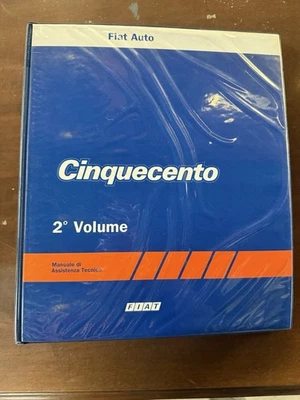 Fiat Auto
Cinquecento
2° Volume
Manuale di
Assistenza Tecnica
FIAT